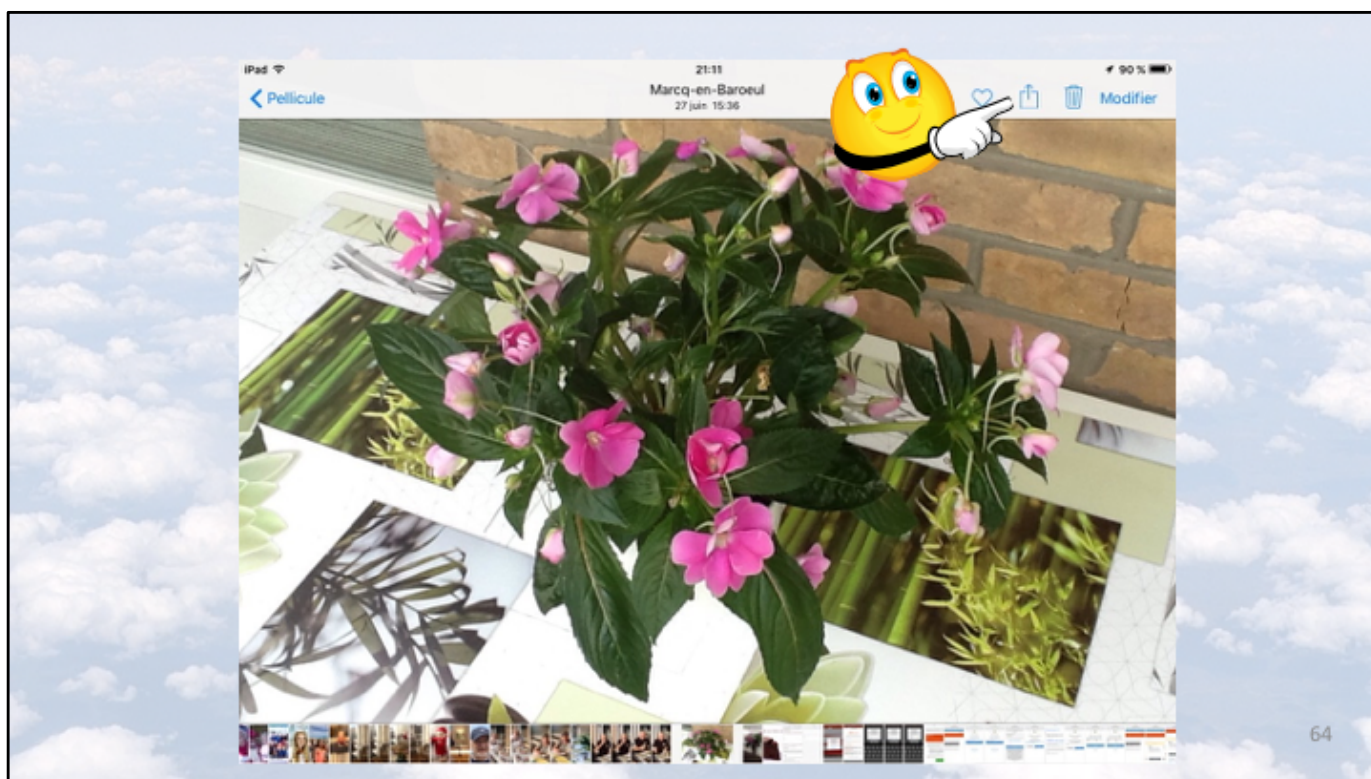 iPad
21:11
90 %
Pellicule
Marcq-en-Baroeul
27 juin 15:36
Modifier
64